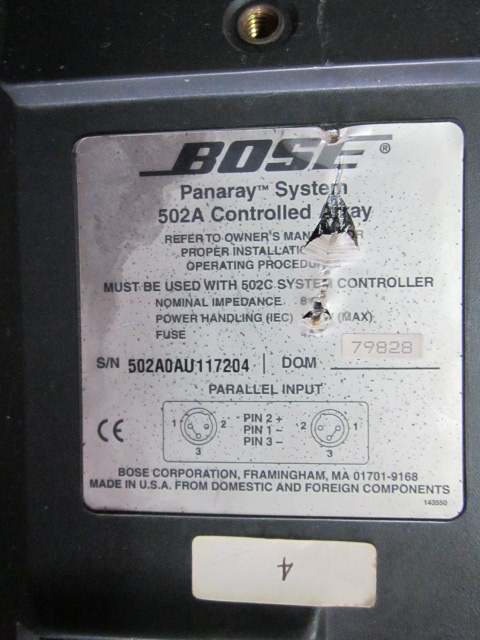 BOSE®
Panaray™ System
502A Controlled Array
REFER TO OWNER'S
PROPER
OPERATING
MUST BE USED WITH 502C SYSTEM CONTROLLER
NOMINAL IMPEDANCE 8
POWER HANDLING (IEC) (MAX)
FUSE
79828
S/N 502A0AU117204 | DOM
PARALLEL INPUT
CE
1 2 3
PIN 2 +
PIN 1 –
PIN 3 –
2 1 3
BOSE CORPORATION, FRAMINGHAM, MA 01701-9168
MADE IN U.S.A. FROM DOMESTIC AND FOREIGN COMPONENTS
143550
4